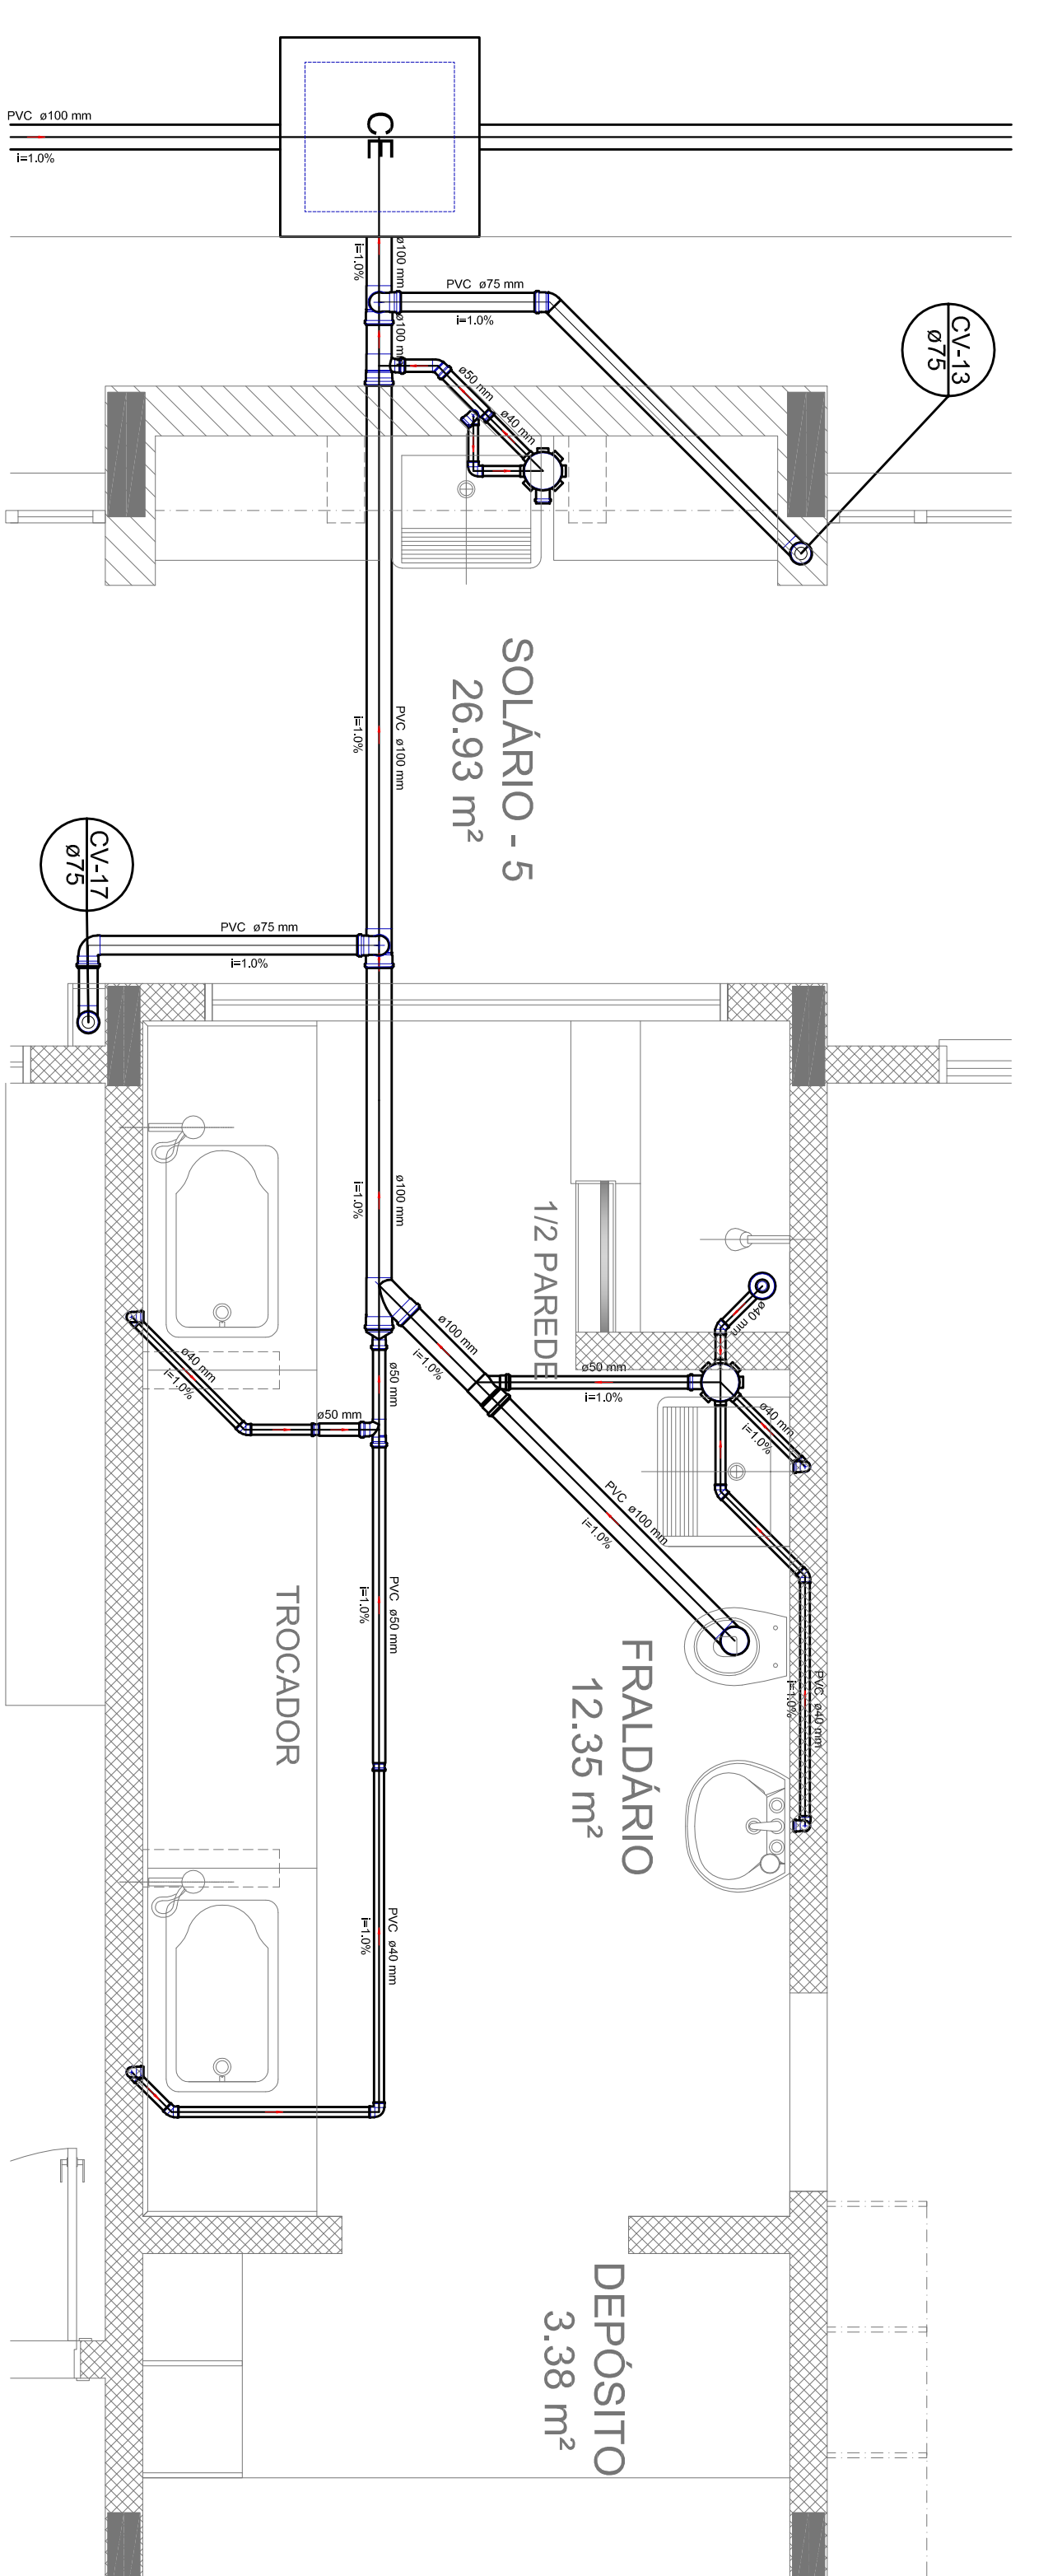 PVC ø100 mm
i=1.0%
CE
ø100 mm
i=1.0%
PVC ø75 mm
i=1.0%
ø100 mm
CV-13
ø75
ø50 mm
ø40 mm
SOLÁRIO - 5
26.93 m²
PVC ø100 mm
i=1.0%
CV-17
ø75
PVC ø75 mm
i=1.0%
ø100 mm
i=1.0%
1/2 PAREDE
ø40 mm
ø100 mm
i=1.0%
ø50 mm
i=1.0%
ø40 mm
i=1.0%
ø40 mm
i=1.0%
ø50 mm
ø50 mm
PVC ø100 mm
i=1.0%
PVC ø50 mm
i=1.0%
TROCADOR
FRALDÁRIO
12.35 m²
PVC ø40 mm
i=1.0%
PVC ø40 mm
i=1.0%
DEPÓSITO
3.38 m²